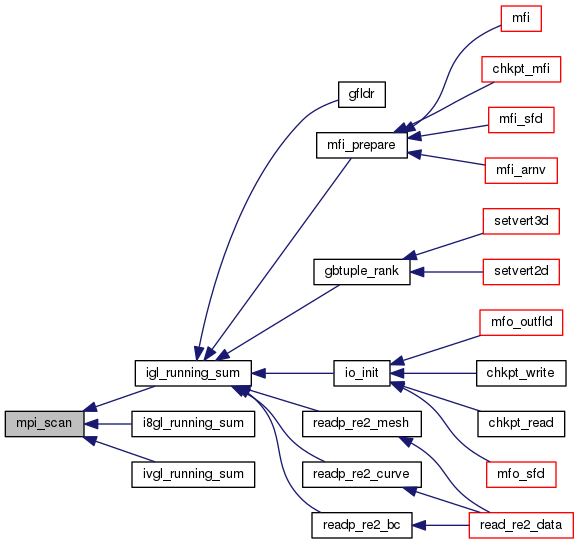 mfi
chkpt_mfi
gfldr
mfi_sfd
mfi_prepare
mfi_arnv
setvert3d
gbtuple_rank
setvert2d
mfo_outfld
igl_running_sum
io_init
chkpt_write
mpi_scan
i8gl_running_sum
readp_re2_mesh
chkpt_read
ivgl_running_sum
readp_re2_curve
mfo_sfd
readp_re2_bc
read_re2_data